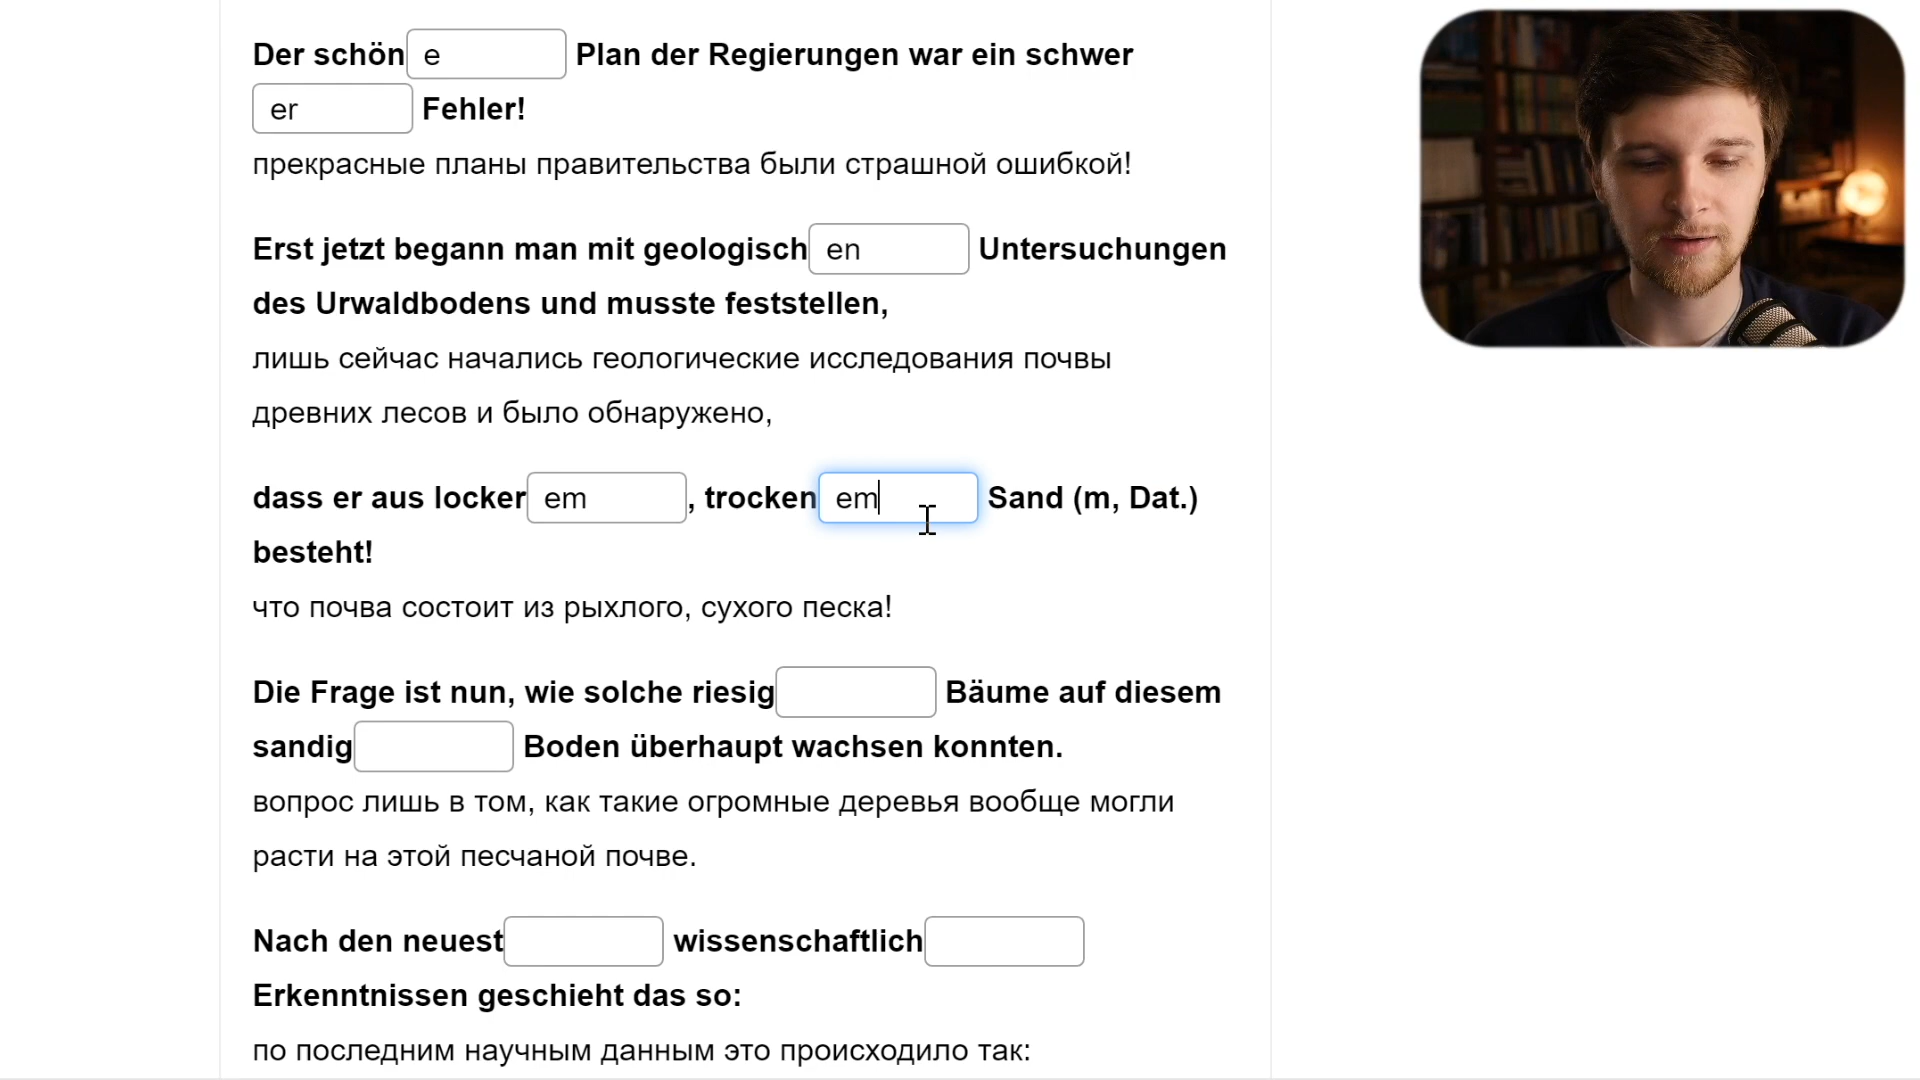 Der schön e Plan der Regierungen war ein schwer
er Fehler!
прекрасные планы правительства были страшной ошибкой!
Erst jetzt begann man mit geologisch en Untersuchungen
des Urwaldbodens und musste feststellen,
лишь сейчас начались геологические исследования почвы
древних лесов и было обнаружено,
dass er aus locker em , trocken em Sand (m, Dat.)
besteht!
что почва состоит из рыхлого, сухого песка!
Die Frage ist nun, wie solche riesig Bäume auf diesem
sandig Boden überhaupt wachsen konnten.
вопрос лишь в том, как такие огромные деревья вообще могли
расти на этой песчаной почве.
Nach den neuest wissenschaftlich
Erkenntnissen geschieht das so:
по последним научным данным это происходило так: